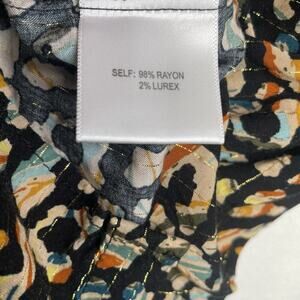 SELF: 98% RAYON
2% LUREX